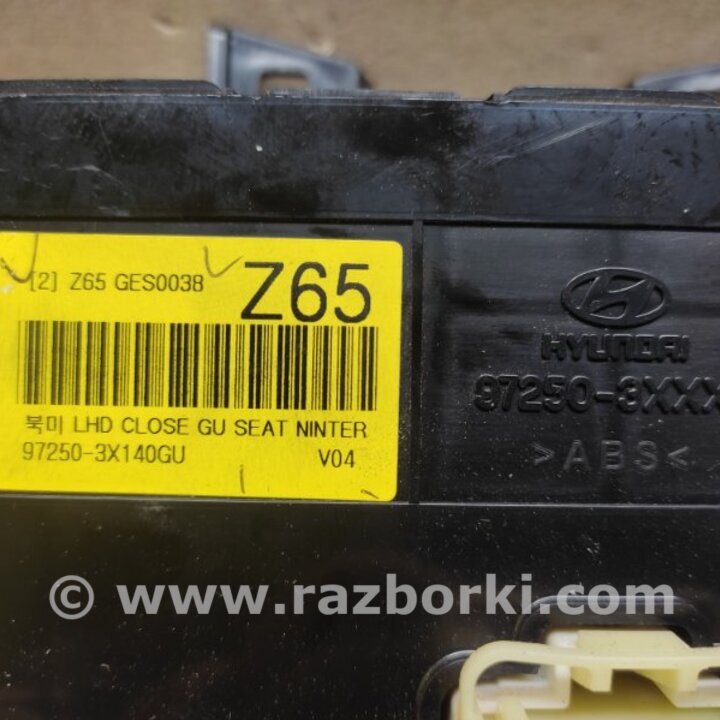 [2] Z65 GES0038
Z65
북미 LHD CLOSE GU SEAT NINTER
97250-3X140GU V04
HYUNDAI
97250-3XXX
>ABS<
© www.razborki.com